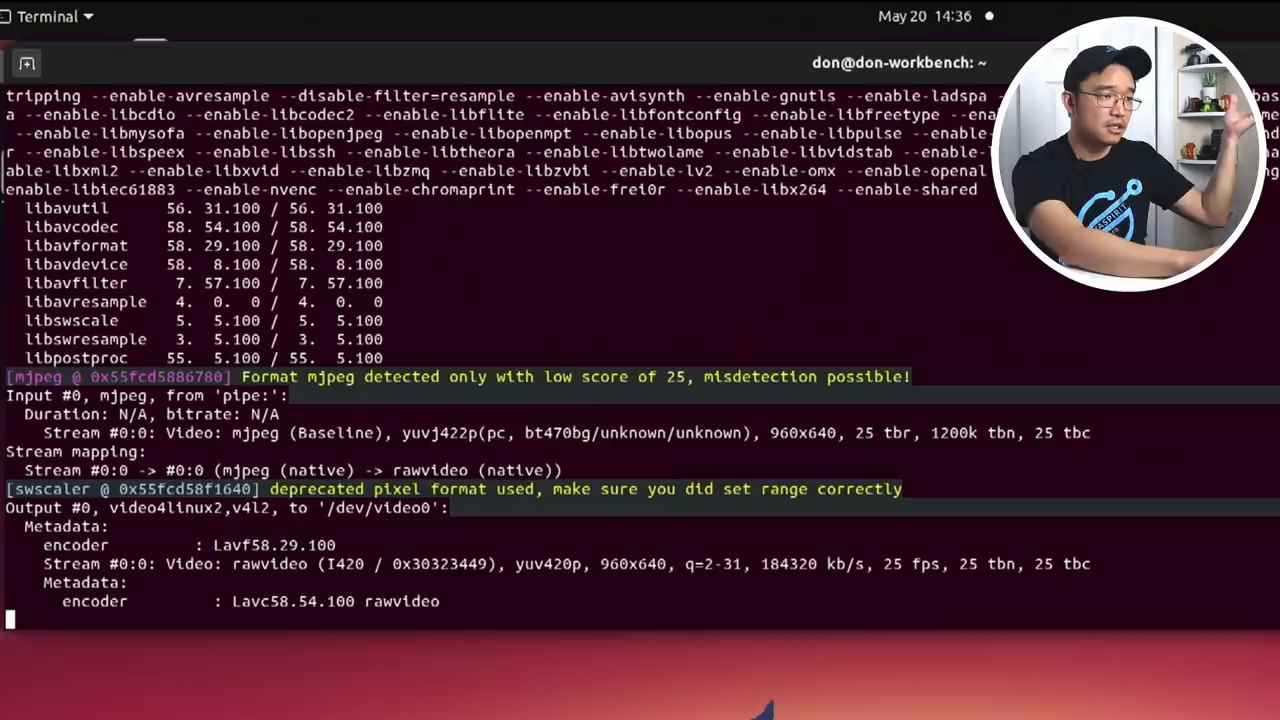 Terminal
May 20 14:36
don@don-workbench: ~
tripping --enable-avresample --disable-filter=resample --enable-avisynth --enable-gnutls --enable-ladspa
a --enable-libcdio --enable-libcodec2 --enable-libflite --enable-libfontconfig --enable-libfreetype
--enable-libmysofa --enable-libopenjpeg --enable-libopenmpt --enable-libopus --enable-libpulse
r --enable-libspeex --enable-libssh --enable-libtheora --enable-libtwolame --enable-libvidstab
able-libxml2 --enable-libxvid --enable-libzmq --enable-libzvbi --enable-lv2 --enable-omx --enable-openal
enable-libiec61883 --enable-nvenc --enable-chromaprint --enable-frei0r --enable-libx264 --enable-shared
libavutil 56. 31.100 / 56. 31.100
libavcodec 58. 54.100 / 58. 54.100
libavformat 58. 29.100 / 58. 29.100
libavdevice 58. 8.100 / 58. 8.100
libavfilter 7. 57.100 / 7. 57.100
libavresample 4. 0. 0 / 4. 0. 0
libswscale 5. 5.100 / 5. 5.100
libswresample 3. 5.100 / 3. 5.100
libpostproc 55. 5.100 / 55. 5.100
[mjpeg @ 0x55fcd5886780] Format mjpeg detected only with low score of 25, misdetection possible!
Input #0, mjpeg, from 'pipe:':
Duration: N/A, bitrate: N/A
Stream #0:0: Video: mjpeg (Baseline), yuvj422p(pc, bt470bg/unknown/unknown), 960x640, 25 tbr, 1200k tbn, 25 tbc
Stream mapping:
Stream #0:0 -> #0:0 (mjpeg (native) -> rawvideo (native))
[swscaler @ 0x55fcd58f1640] deprecated pixel format used, make sure you did set range correctly
Output #0, video4linux2,v4l2, to '/dev/video0':
Metadata:
encoder : Lavf58.29.100
Stream #0:0: Video: rawvideo (I420 / 0x30323449), yuv420p, 960x640, q=2-31, 184320 kb/s, 25 fps, 25 tbn, 25 tbc
Metadata:
encoder : Lavc58.54.100 rawvideo